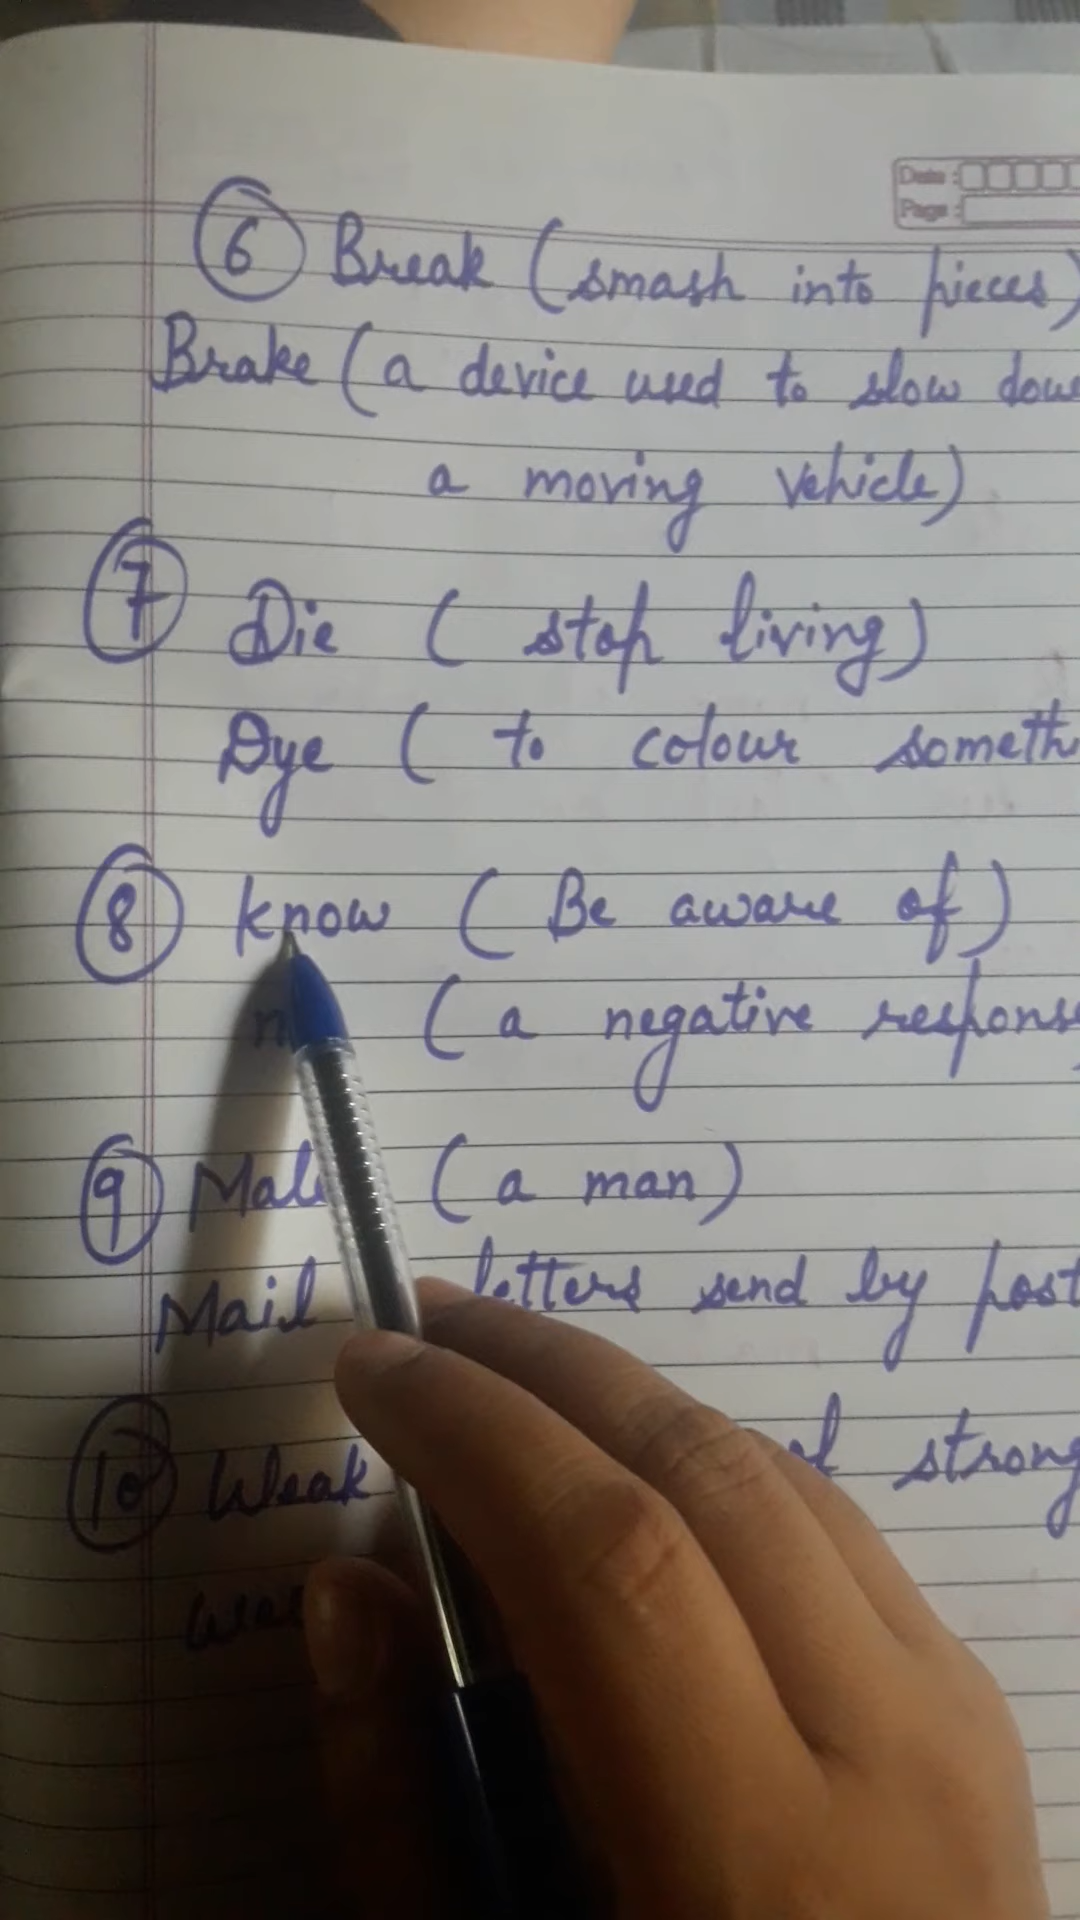 Date :
Page :
6 Break (smash into pieces)
Brake (a device used to slow down
a moving vehicle)
7 Die ( stop living)
Dye ( to colour
8 know ( Be aware of)
( a negative
9 Male ( a man)
Mail letters send by post
10 Weak strong